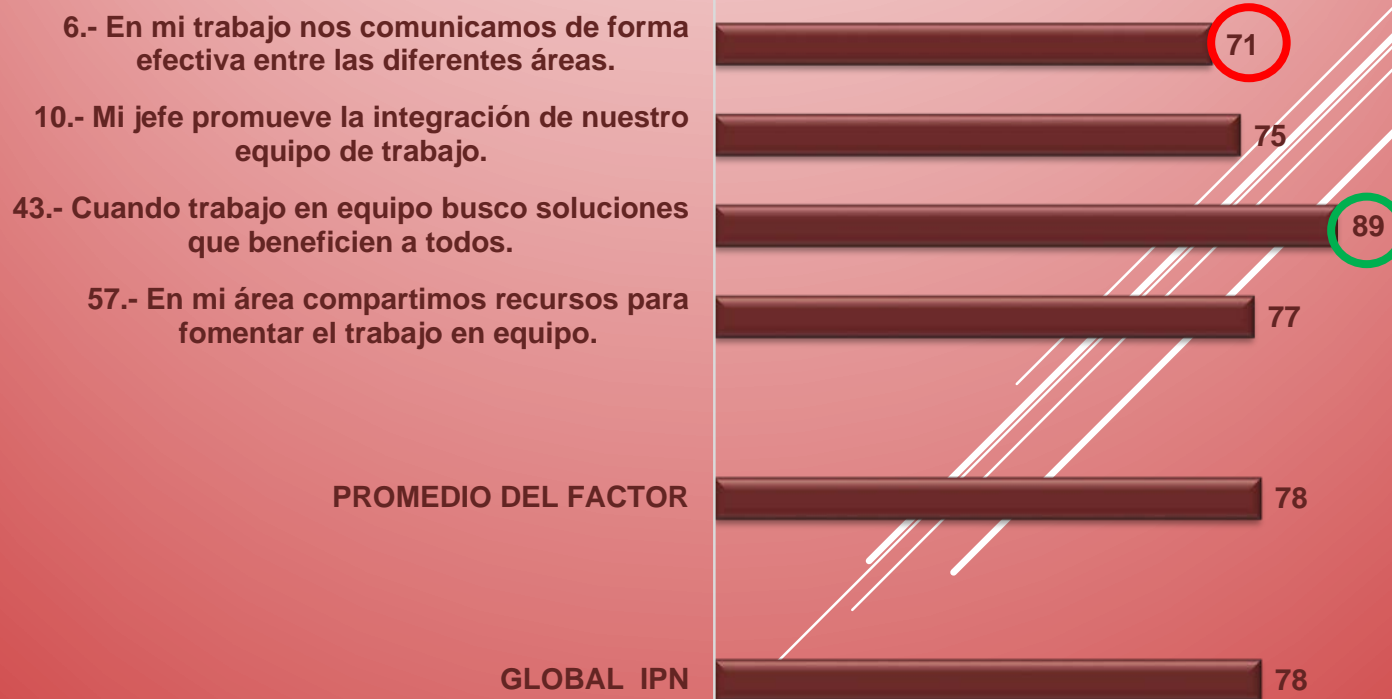 6.- En mi trabajo nos comunicamos de forma
efectiva entre las diferentes áreas.
71
10.- Mi jefe promueve la integración de nuestro
equipo de trabajo.
75
43.- Cuando trabajo en equipo busco soluciones
que beneficien a todos.
89
57.- En mi área compartimos recursos para
fomentar el trabajo en equipo.
77
PROMEDIO DEL FACTOR
78
GLOBAL IPN
78